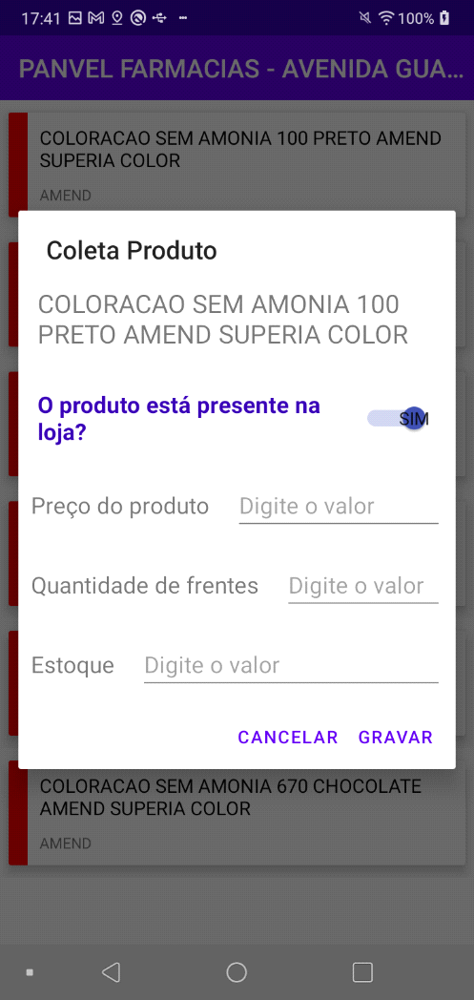 17:41
100%
PANVEL FARMACIAS - AVENIDA GUA...
COLORACAO SEM AMONIA 100 PRETO AMEND
SUPERIA COLOR
AMEND
Coleta Produto
COLORACAO SEM AMONIA 100
PRETO AMEND SUPERIA COLOR
O produto está presente na
loja?
SIM
Preço do produto Digite o valor
Quantidade de frentes Digite o valor
Estoque Digite o valor
CANCELAR GRAVAR
COLORACAO SEM AMONIA 670 CHOCOLATE
AMEND SUPERIA COLOR
AMEND